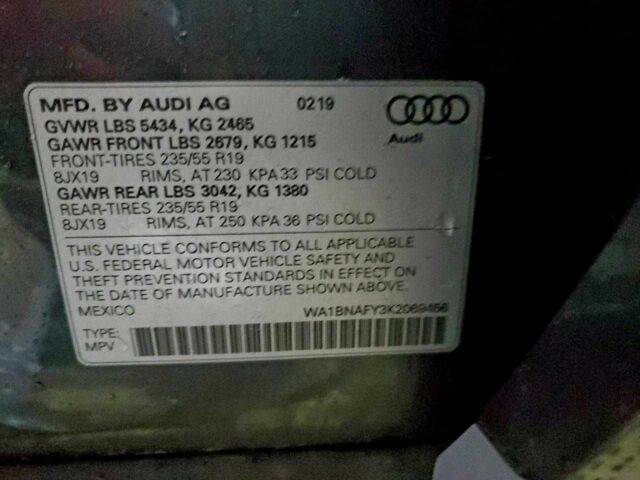 MFD. BY AUDI AG 0219
GVWR LBS 5434, KG 2465
GAWR FRONT LBS 2679, KG 1215
Audi
FRONT-TIRES 235/55 R19
8JX19 RIMS, AT 230 KPA 33 PSI COLD
GAWR REAR LBS 3042, KG 1380
REAR-TIRES 235/55 R19
8JX19 RIMS, AT 250 KPA 36 PSI COLD
THIS VEHICLE CONFORMS TO ALL APPLICABLE
U.S. FEDERAL MOTOR VEHICLE SAFETY AND
THEFT PREVENTION STANDARDS IN EFFECT ON
THE DATE OF MANUFACTURE SHOWN ABOVE.
MEXICO WA1BNAFY3K2069456
TYPE:
MPV